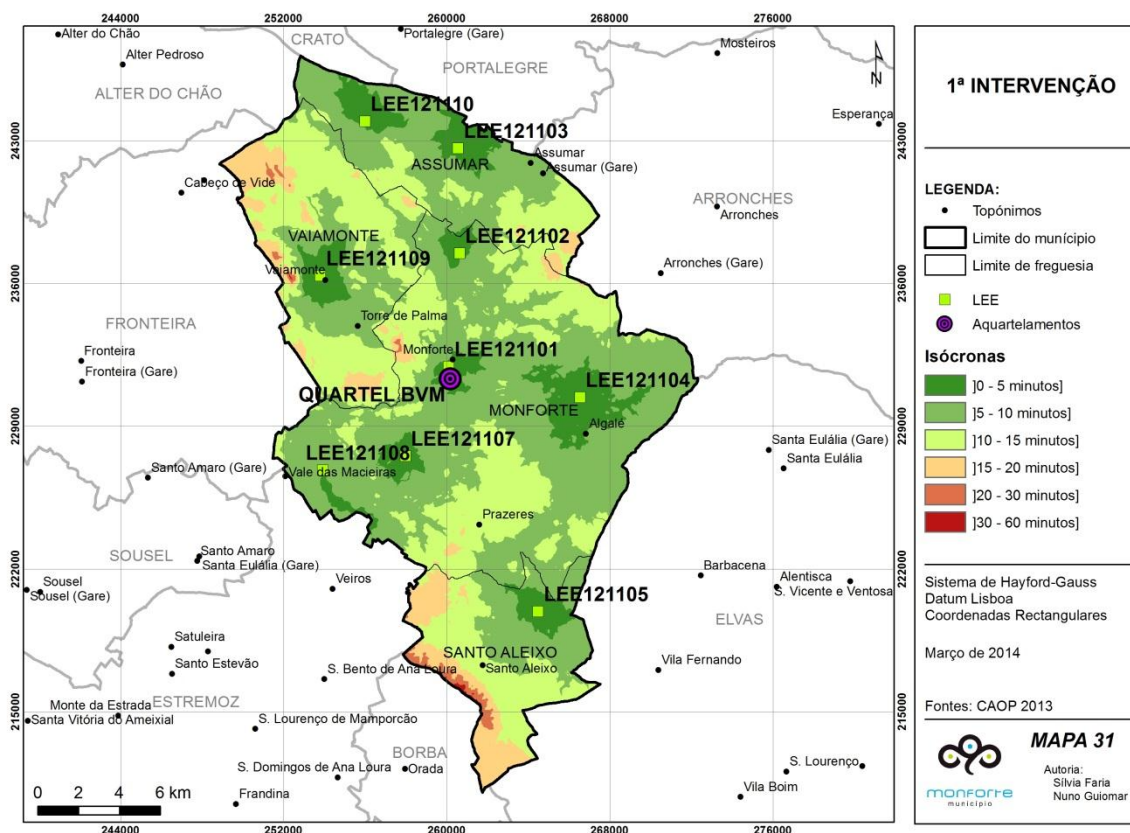 244000 252000 260000 268000 276000
Alter do Chão
Alter Pedroso
ALTER DO CHÃO
CRATO
Portalegre (Gare)
PORTALEGRE
Mosteiros
Esperança
243000 243000
LEE121110
LEE121103
ASSUMAR
Assumar
Assumar (Gare)
Cabeço de Vide
ARRONCHES
Arronches
VAIAMONTE
LEE121102
LEE121109
Vaiamonte
Arronches (Gare)
236000 236000
FRONTEIRA
Torre de Palma
Fronteira
Fronteira (Gare)
Monforte
LEE121101
QUARTEL BVM
LEE121104
MONFORTE
Algale
229000 229000
LEE121107
LEE121108
Vale das Macieiras
Santo Amaro (Gare)
Santa Eulália (Gare)
Santa Eulália
Prazeres
SOUSEL
Santo Amaro
Santa Eulália (Gare)
222000 222000
Sousel
Sousel (Gare)
Veiros
Barbacena
Alentisca
S. Vicente e Ventosa
LEE121105
ELVAS
Satuleira
Santo Estevão
SANTO ALEIXO
Santo Aleixo
S. Bento de Ana Loura
Vila Fernando
Monte da Estrada
ESTREMOZ
215000 215000
Santa Vitória do Ameixial
S. Lourenço de Mamporcão
BORBA
Orada
S. Domingos de Ana Loura
S. Lourenço
Vila Boim
Frandina
0 2 4 6 km
244000 252000 260000 268000 276000
N
1ª INTERVENÇÃO
LEGENDA:
Topónimos
Limite do munícipio
Limite de freguesia
LEE
Aquartelamentos
Isócronas
]0 - 5 minutos]
]5 - 10 minutos]
]10 - 15 minutos]
]15 - 20 minutos]
]20 - 30 minutos]
]30 - 60 minutos]
Sistema de Hayford-Gauss
Datum Lisboa
Coordenadas Rectangulares
Março de 2014
Fontes: CAOP 2013
monforte
município
MAPA 31
Autoria:
Sílvia Faria
Nuno Guiomar